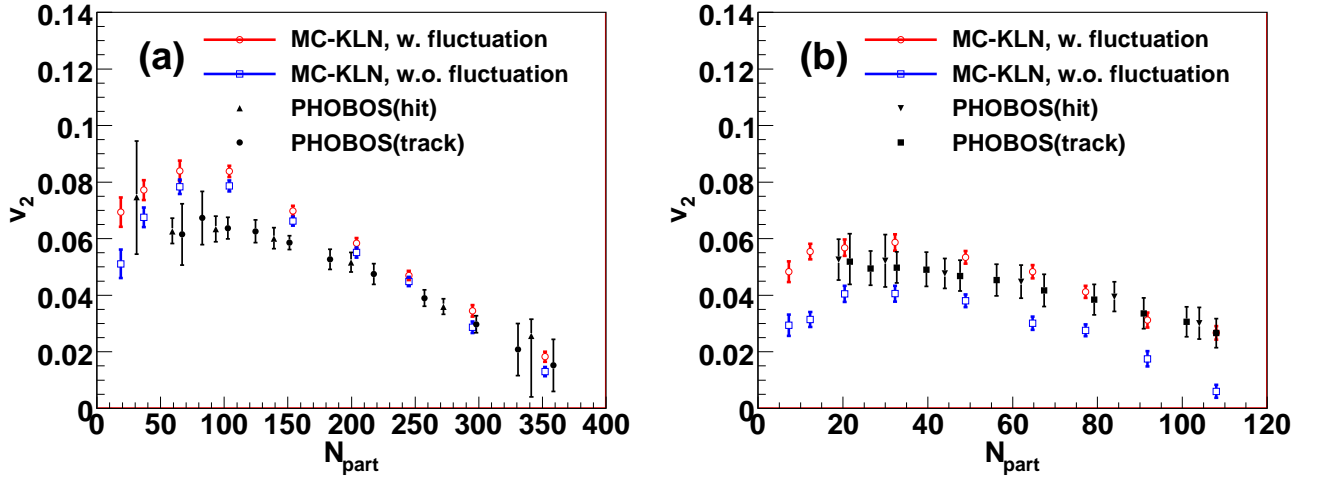 0.14
0.12
0.1
0.08
0.06
0.04
0.02
0
v2
(a)
MC-KLN, w. fluctuation
MC-KLN, w.o. fluctuation
PHOBOS(hit)
PHOBOS(track)
0 50 100 150 200 250 300 350 400
Npart
0.14
0.12
0.1
0.08
0.06
0.04
0.02
0
v2
(b)
MC-KLN, w. fluctuation
MC-KLN, w.o. fluctuation
PHOBOS(hit)
PHOBOS(track)
0 20 40 60 80 100 120
Npart